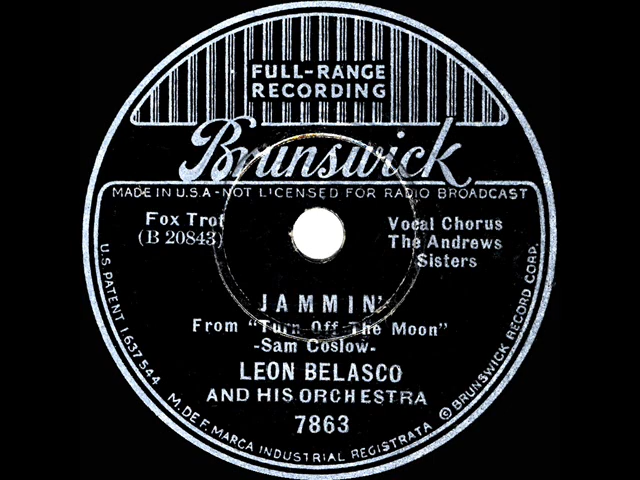 FULL-RANGE
RECORDING
Brunswick
MADE IN U.S.A-NOT LICENSED FOR RADIO BROADCAST
Fox Trot
(B 20843)
Vocal Chorus
The Andrews
Sisters
JAMMIN'
From "Turn Off The Moon"
-Sam Coslow-
LEON BELASCO
AND HIS ORCHESTRA
7863
U.S. PATENT 1,637,544
M. DE F. MARCA INDUSTRIAL REGISTRATA
© BRUNSWICK RECORD CORP.